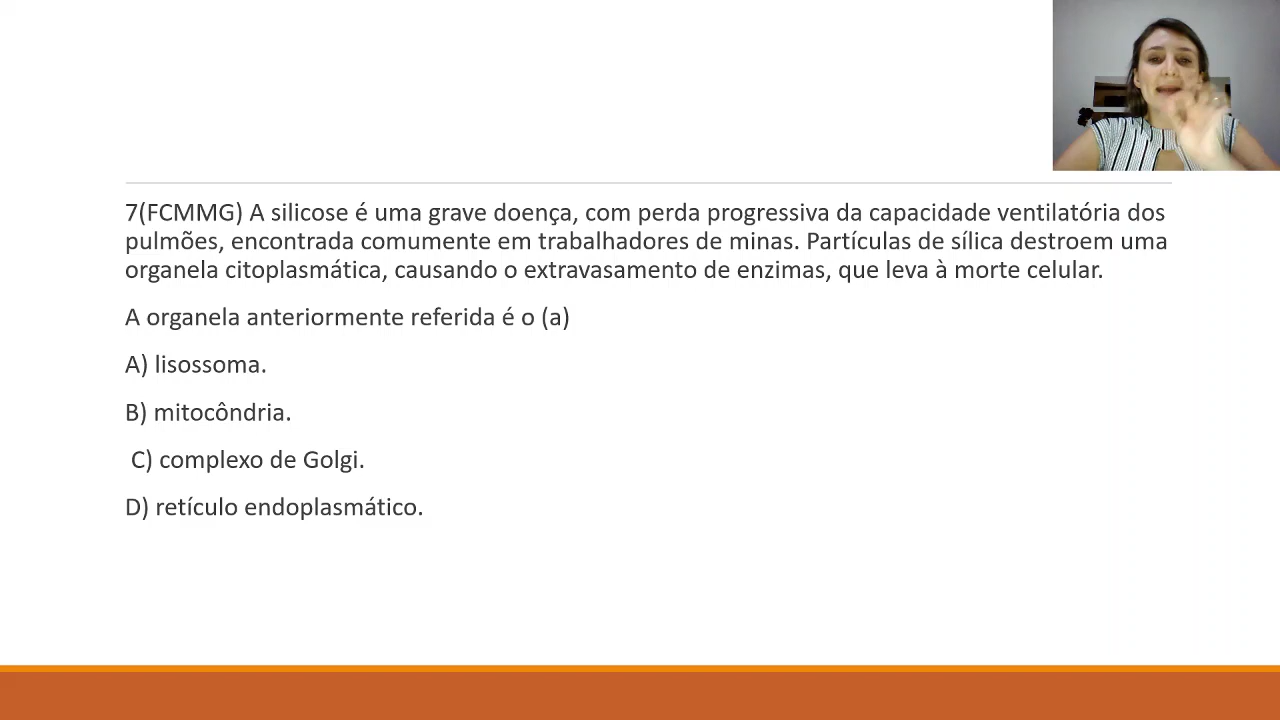 7(FCMMG) A silicose é uma grave doença, com perda progressiva da capacidade ventilatória dos
pulmões, encontrada comumente em trabalhadores de minas. Partículas de sílica destroem uma
organela citoplasmática, causando o extravasamento de enzimas, que leva à morte celular.
A organela anteriormente referida é o (a)
A) lisossoma.
B) mitocôndria.
C) complexo de Golgi.
D) retículo endoplasmático.